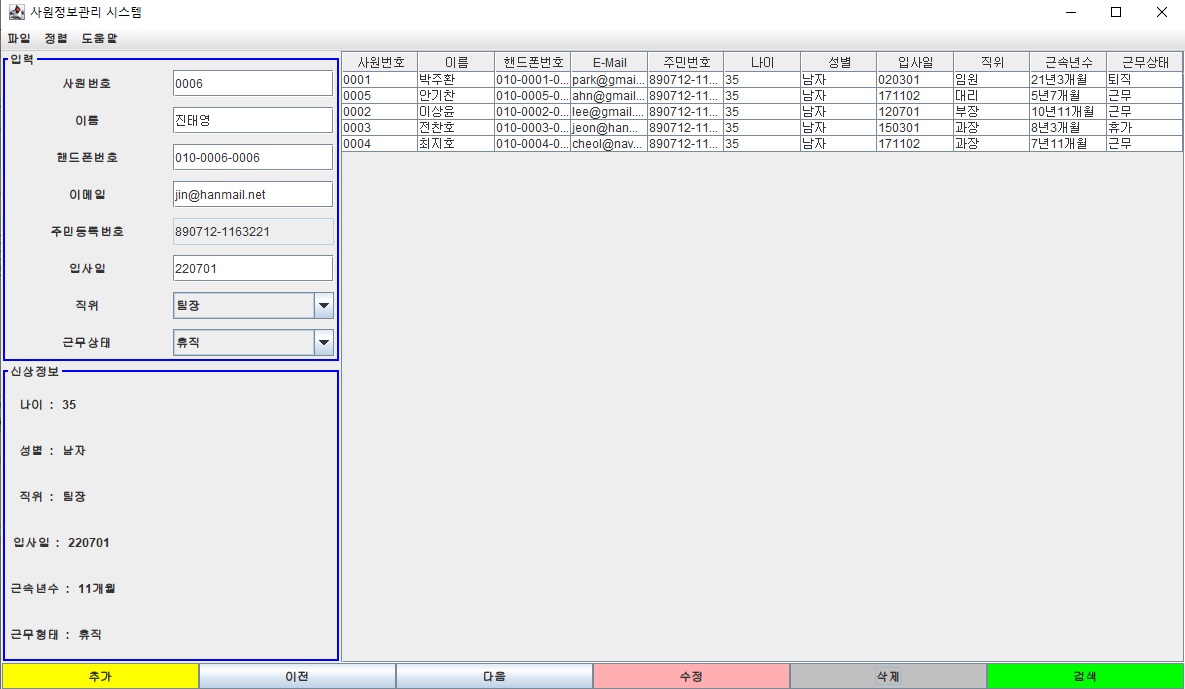 사원정보관리 시스템
파일 정렬 도움말
입력
사원번호 0006
이름 진태영
핸드폰번호 010-0006-0006
이메일 jin@hanmail.net
주민등록번호 890712-1163221
입사일 220701
직위 팀장
근무상태 휴직
신상정보
나이 : 35
성별 : 남자
직위 : 팀장
입사일 : 220701
근속년수 : 11개월
근무형태 : 휴직
사원번호 이름 핸드폰번호 E-Mail 주민번호 나이 성별 입사일 직위 근속년수 근무상태
0001 박주환 010-0001-0... park@gmai... 890712-11... 35 남자 020301 임원 21년3개월 퇴직
0005 안기찬 010-0005-0... ahn@gmail... 890712-11... 35 남자 171102 대리 5년7개월 근무
0002 이상윤 010-0002-0... lee@gmail.... 890712-11... 35 남자 120701 부장 10년11개월 근무
0003 전찬호 010-0003-0... jeon@han... 890712-11... 35 남자 150301 과장 8년3개월 휴가
0004 최지호 010-0004-0... cheol@nav... 890712-11... 35 남자 171102 과장 7년11개월 근무
추가 이전 다음 수정 삭제 검색